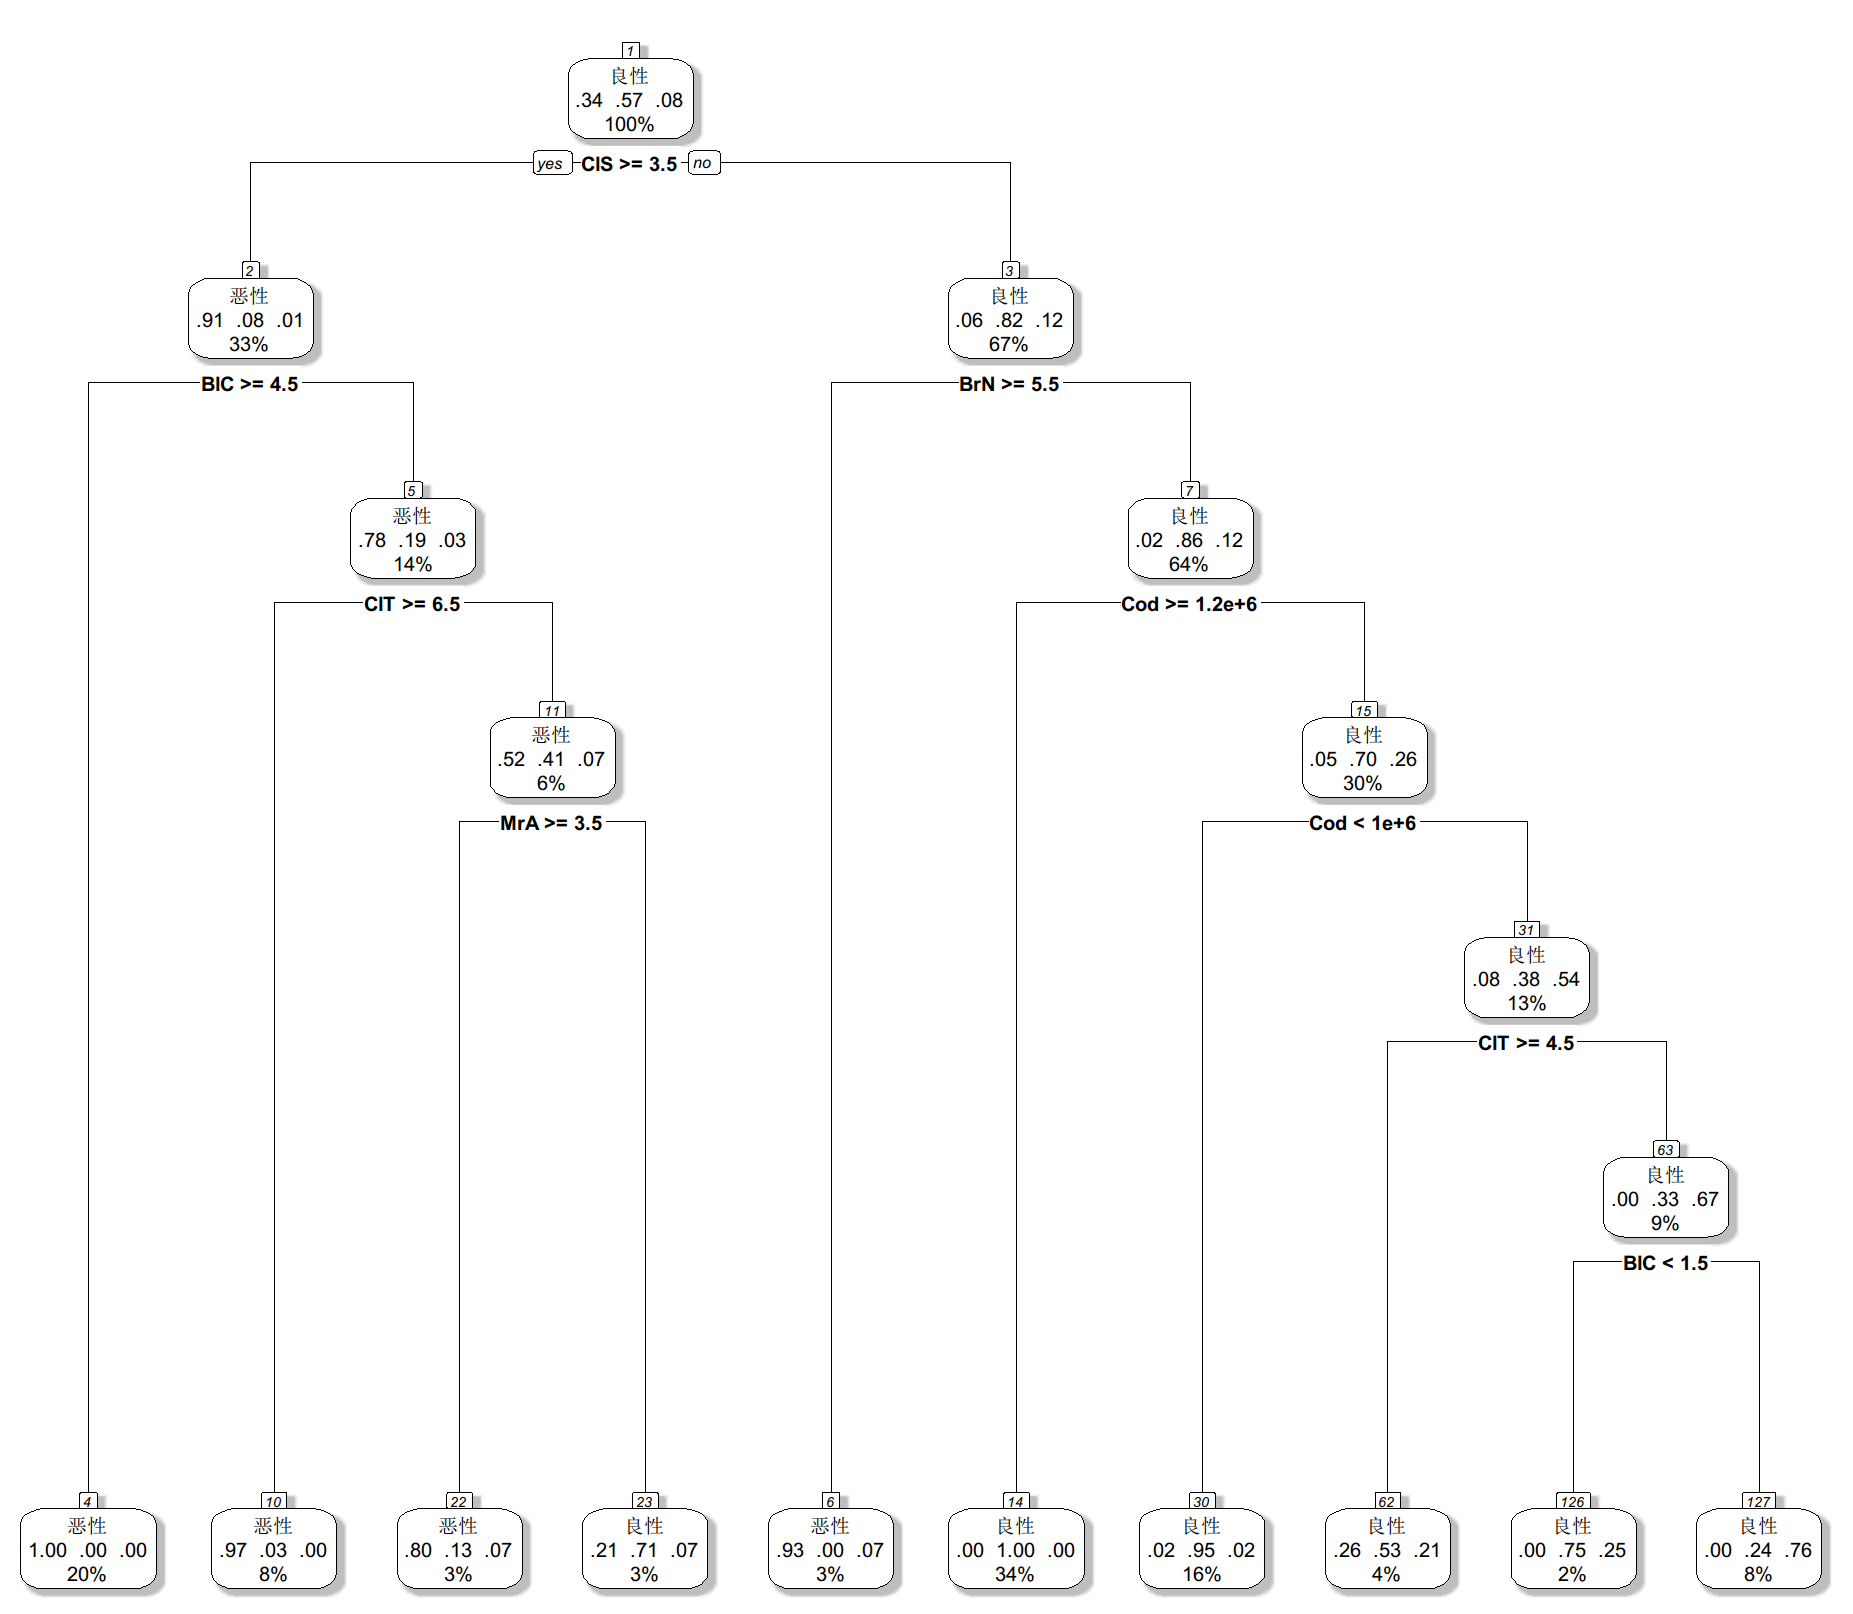 1
良性
.34 .57 .08
100%
yes CIS >= 3.5 no
2
恶性
.91 .08 .01
33%
3
良性
.06 .82 .12
67%
BIC >= 4.5
BrN >= 5.5
5
恶性
.78 .19 .03
14%
7
良性
.02 .86 .12
64%
CIT >= 6.5
Cod >= 1.2e+6
11
恶性
.52 .41 .07
6%
15
良性
.05 .70 .26
30%
MrA >= 3.5
Cod < 1e+6
31
良性
.08 .38 .54
13%
CIT >= 4.5
63
良性
.00 .33 .67
9%
BIC < 1.5
4
恶性
1.00 .00 .00
20%
10
恶性
.97 .03 .00
8%
22
恶性
.80 .13 .07
3%
23
良性
.21 .71 .07
3%
6
恶性
.93 .00 .07
3%
14
良性
.00 1.00 .00
34%
30
良性
.02 .95 .02
16%
62
良性
.26 .53 .21
4%
126
良性
.00 .75 .25
2%
127
良性
.00 .24 .76
8%